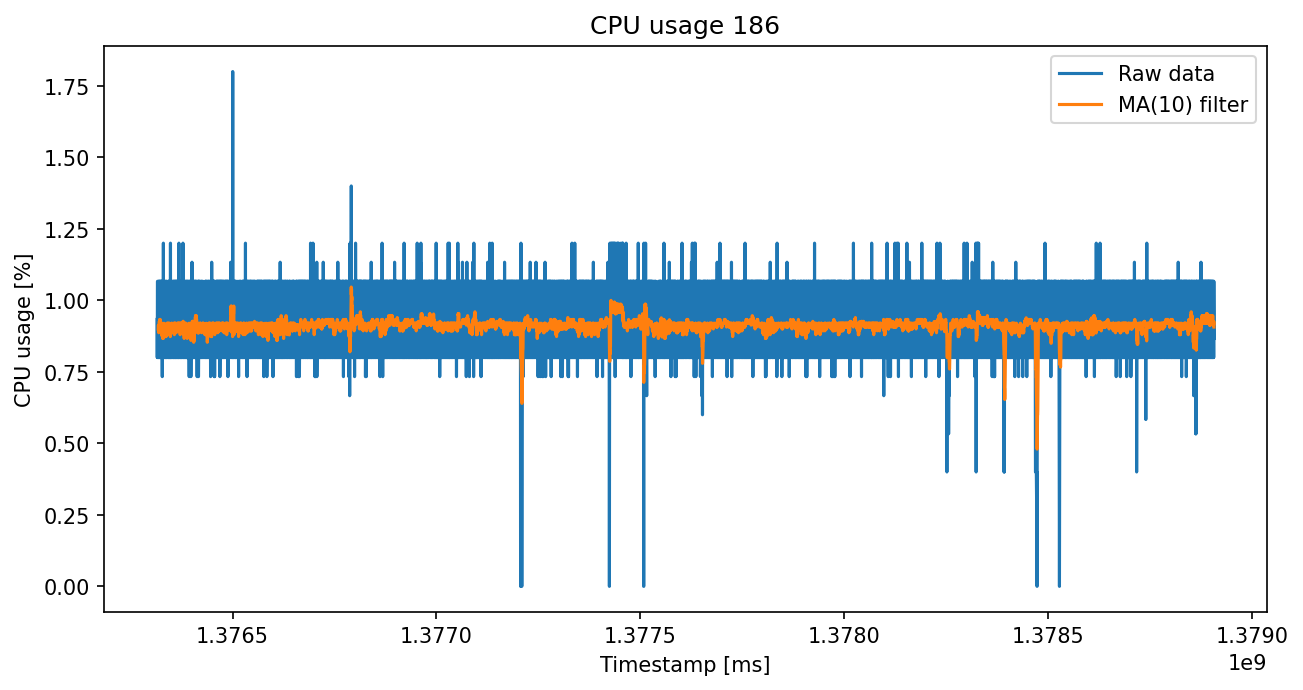 CPU usage 186
Raw data
MA(10) filter
CPU usage [%]
1.75
1.50
1.25
1.00
0.75
0.50
0.25
0.00
1.3765 1.3770 1.3775 1.3780 1.3785 1.3790
1e9
Timestamp [ms]